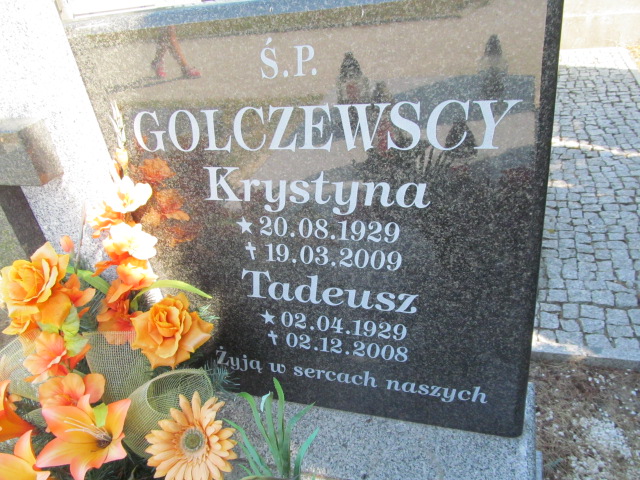 Ś.P.
GOLCZEWSCY
Krystyna
★ 20.08.1929
✝ 19.03.2009
Tadeusz
★ 02.04.1929
✝ 02.12.2008
Żyją w sercach naszych